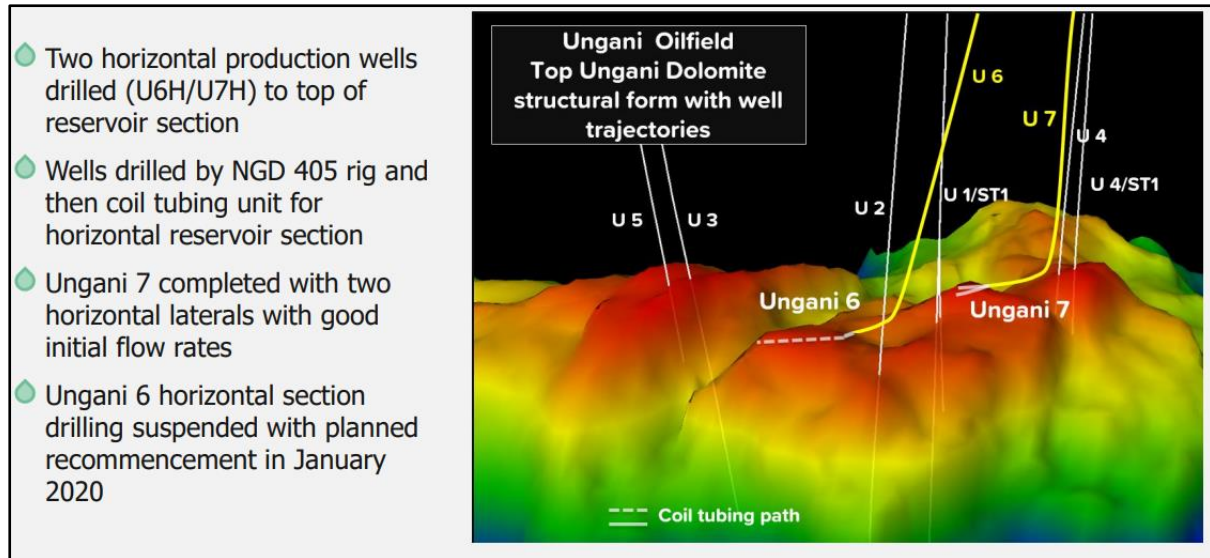 Two horizontal production wells
drilled (U6H/U7H) to top of
reservoir section
Wells drilled by NGD 405 rig and
then coil tubing unit for
horizontal reservoir section
Ungani 7 completed with two
horizontal laterals with good
initial flow rates
Ungani 6 horizontal section
drilling suspended with planned
recommencement in January
2020
Ungani Oilfield
Top Ungani Dolomite
structural form with well
trajectories
U 6
U 7
U 4
U 1/ST1
U 4/ST1
U 2
U 5
U 3
Ungani 6
Ungani 7
Coil tubing path